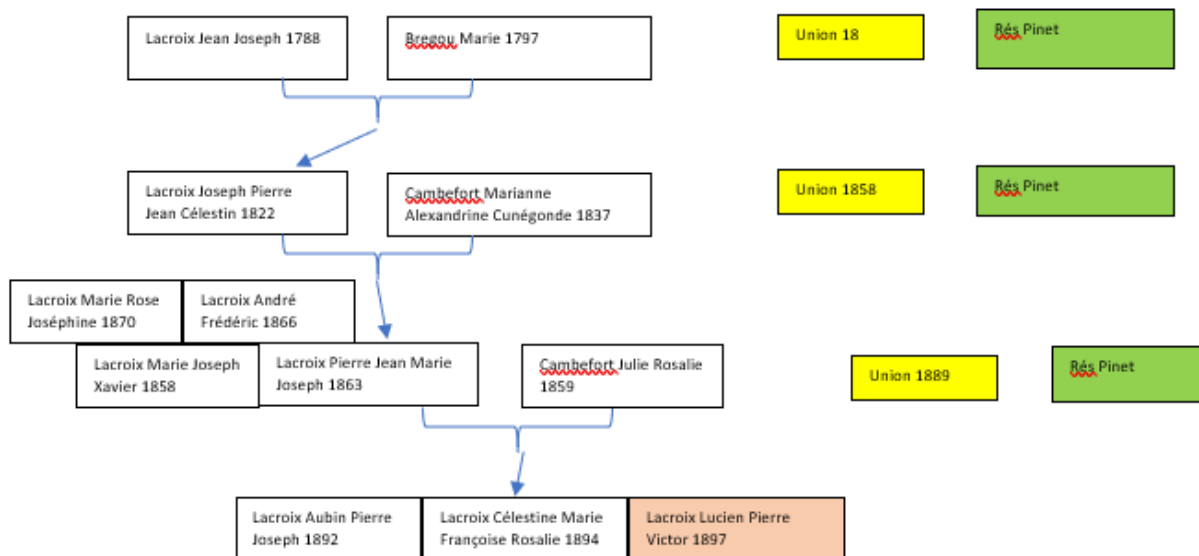 Lacroix Jean Joseph 1788
Bregou Marie 1797
Union 18
Rés Pinet
Lacroix Joseph Pierre
Jean Célestin 1822
Cambefort Marianne
Alexandrine Cunégonde 1837
Union 1858
Rés Pinet
Lacroix Marie Rose
Joséphine 1870
Lacroix André
Frédéric 1866
Lacroix Marie Joseph
Xavier 1858
Lacroix Pierre Jean Marie
Joseph 1863
Cambefort Julie Rosalie
1859
Union 1889
Rés Pinet
Lacroix Aubin Pierre
Joseph 1892
Lacroix Célestine Marie
Françoise Rosalie 1894
Lacroix Lucien Pierre
Victor 1897